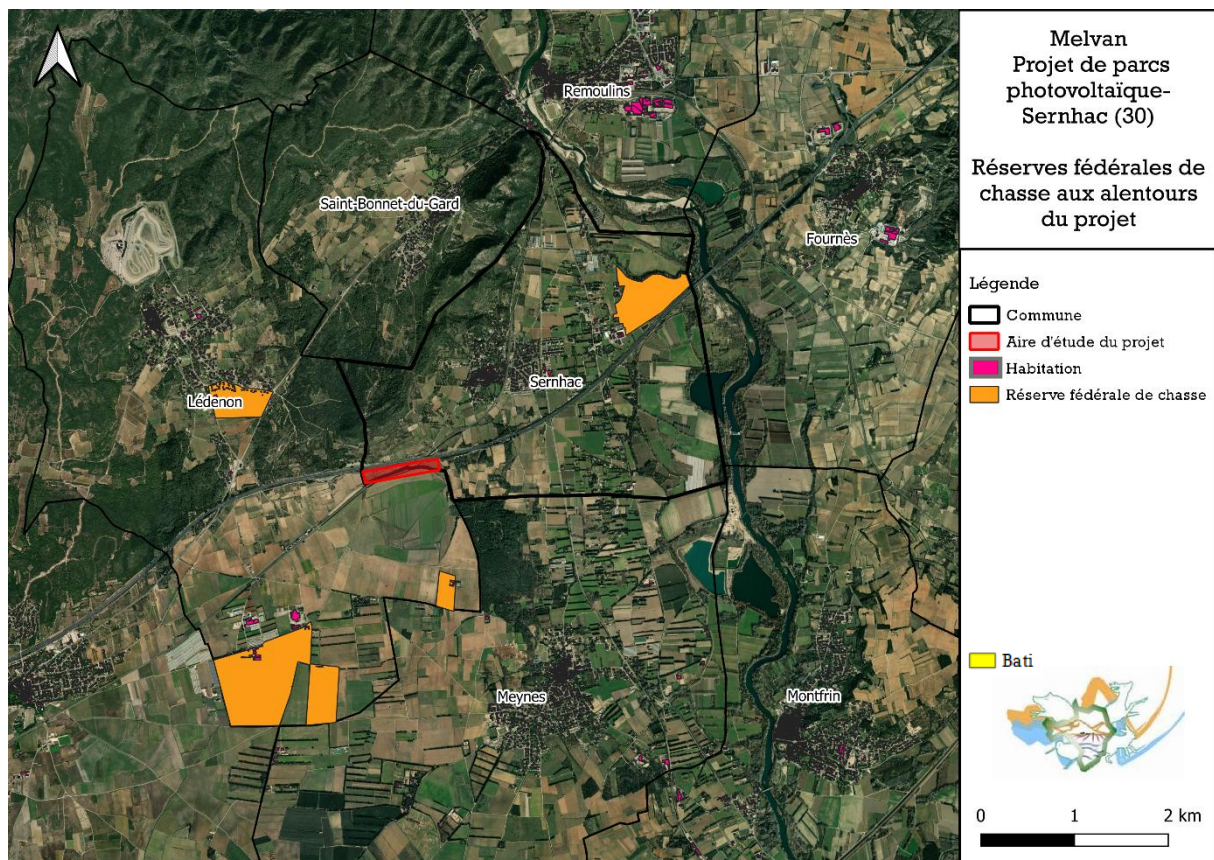 Melvan
Projet de parcs
photovoltaïque-
Sernhac (30)
Réserves fédérales de
chasse aux alentours
du projet
Légende
Commune
Aire d'étude du projet
Habitation
Réserve fédérale de chasse
Bati
0 1 2 km
Remoulins
Saint-Bonnet-du-Gard
Fournès
Sernhac
Lédenon
Meynes
Montfrin